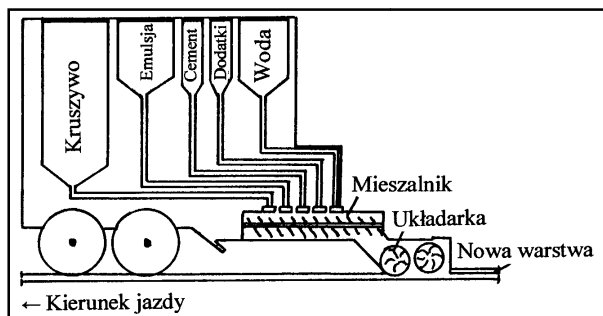 Kruszywo
Emulsja
Cement
Dodatki
Woda
Mieszalnik
Układarka
Nowa warstwa
← Kierunek jazdy